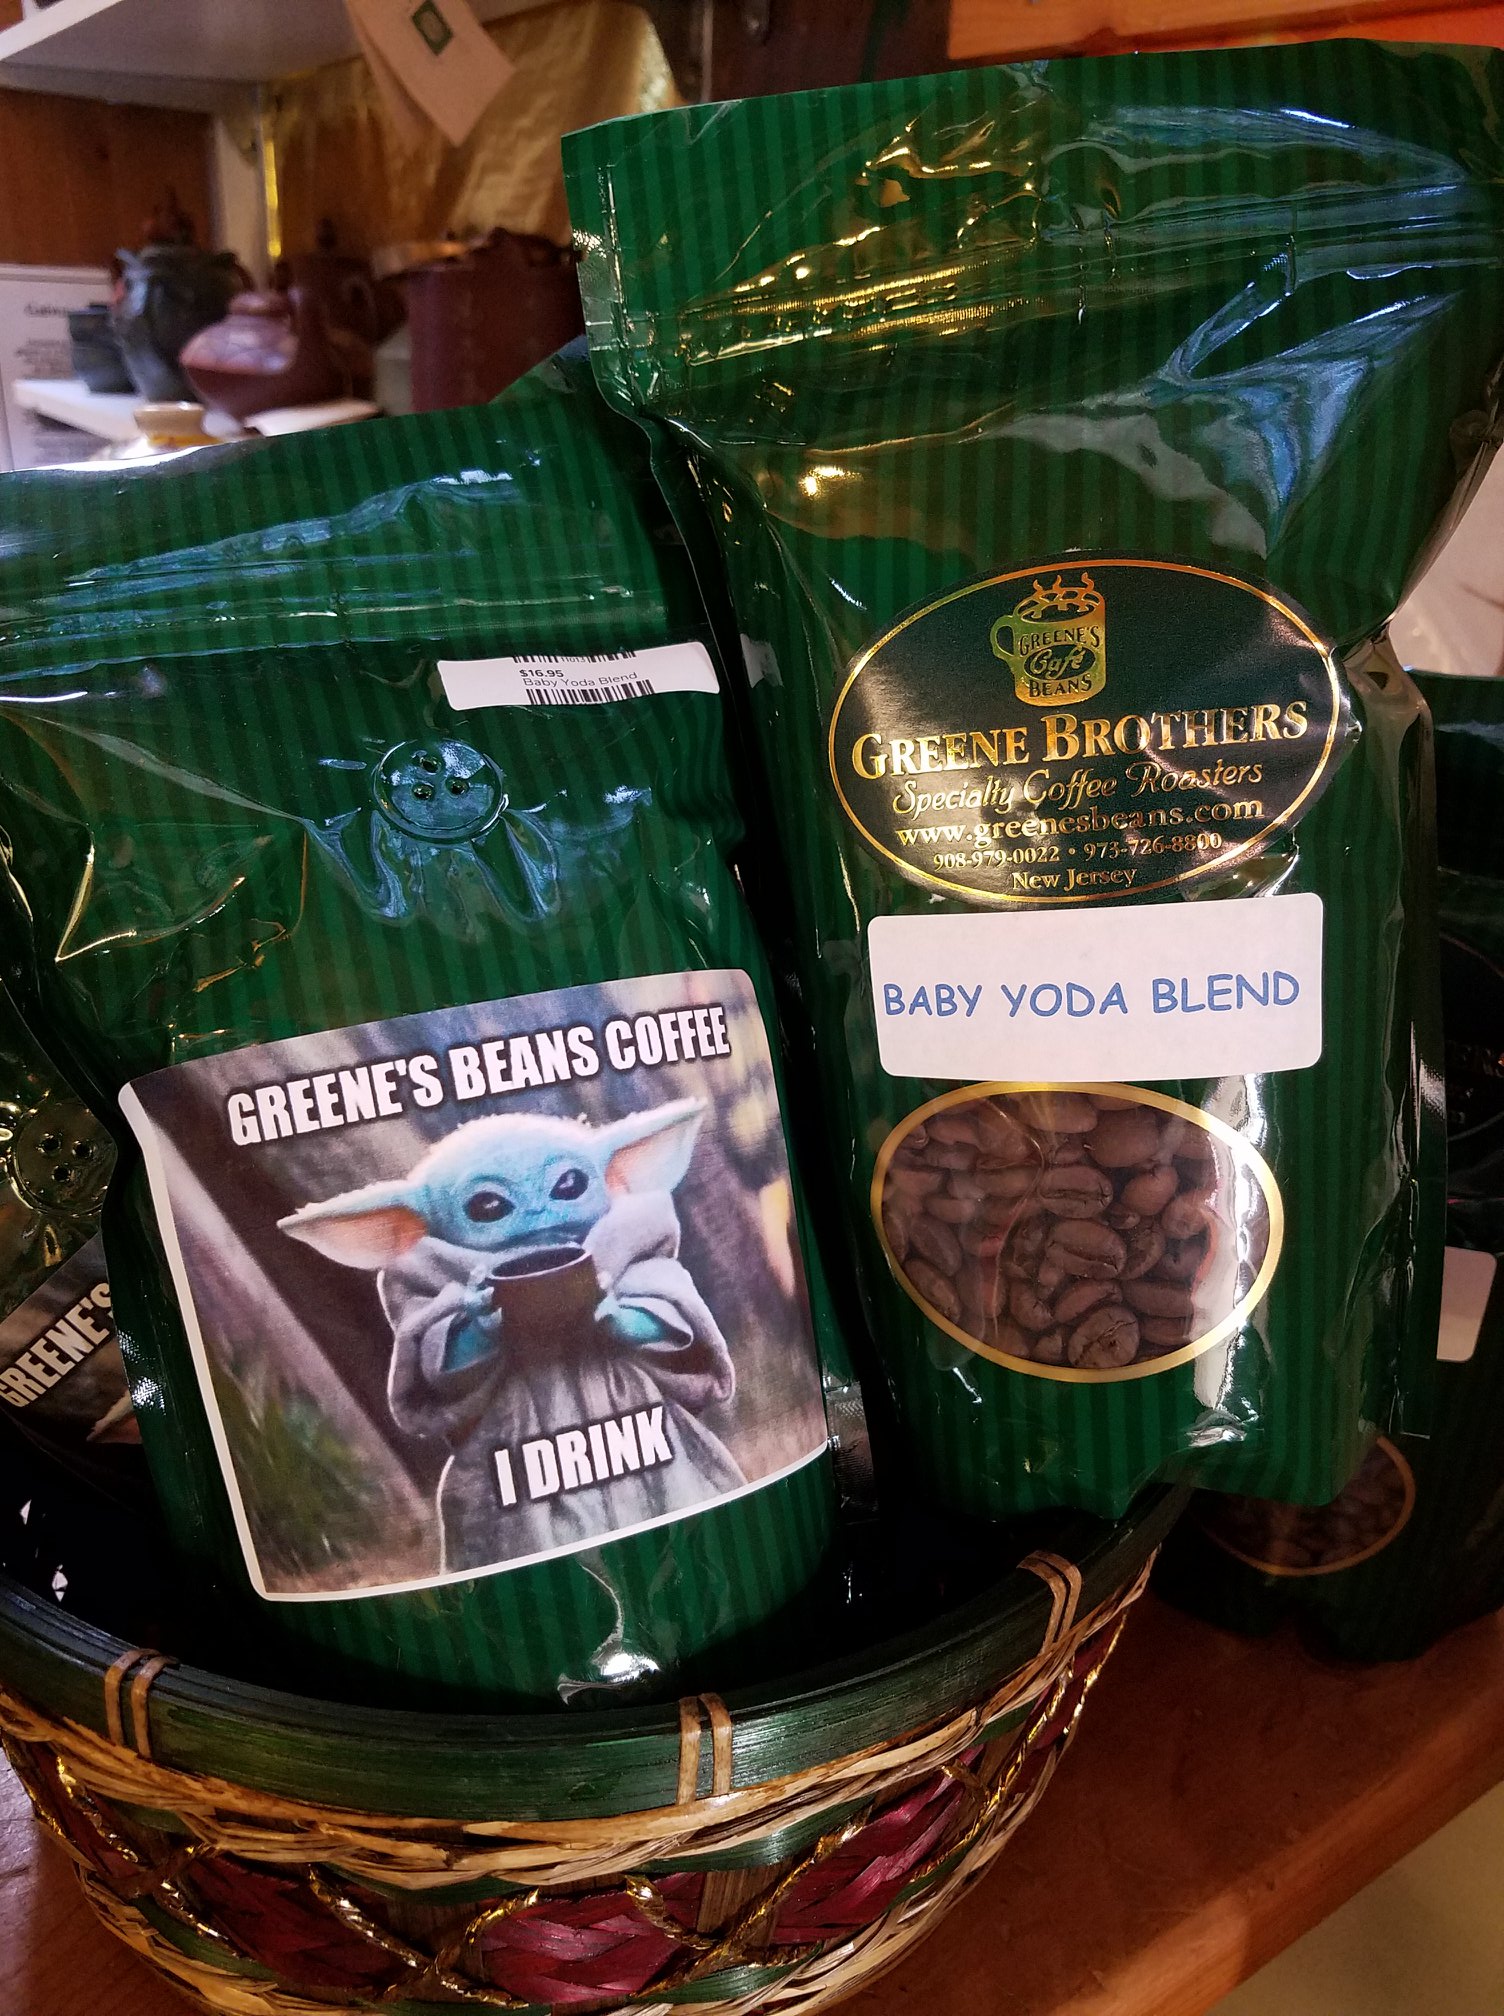 11013
$16.95
Baby Yoda Blend
GREENE'S BEANS COFFEE
I DRINK
GREENE'S
Café
BEANS
GREENE BROTHERS
Specialty Coffee Roasters
www.greenesbeans.com
908-979-0022 • 973-726-8800
New Jersey
BABY YODA BLEND
GREENE'S